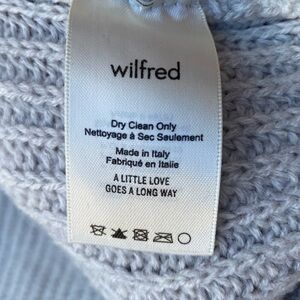 wilfred
Dry Clean Only
Nettoyage à Sec Seulement
Made in Italy
Fabriqué en Italie
A LITTLE LOVE
GOES A LONG WAY